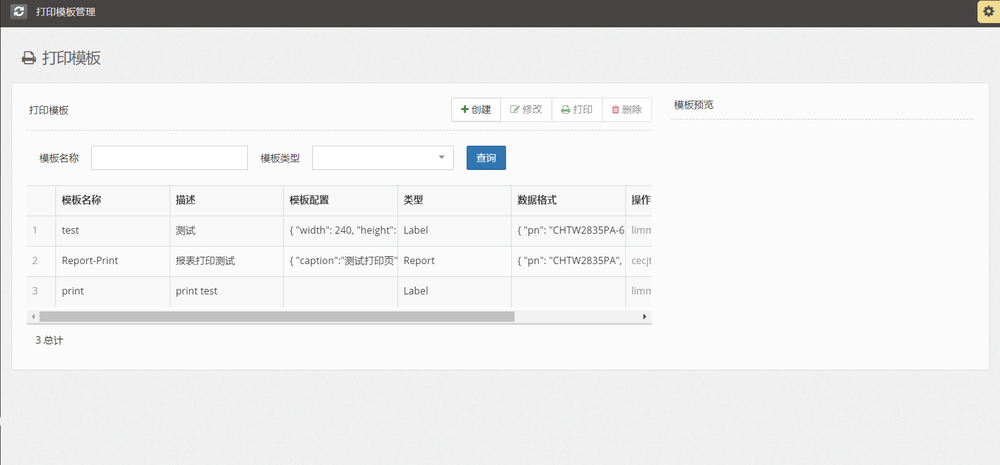 打印模板管理
打印模板
打印模板
创建 修改 打印 删除
模板预览
模板名称 模板类型 查询
模板名称 描述 模板配置 类型 数据格式 操作
1 test 测试 { "width": 240, "height": Label { "pn": "CHTW2835PA-6 limm
2 Report-Print 报表打印测试 { "caption":"测试打印页" Report { "pn": "CHTW2835PA", cecjt
3 print print test Label limm
3 总计